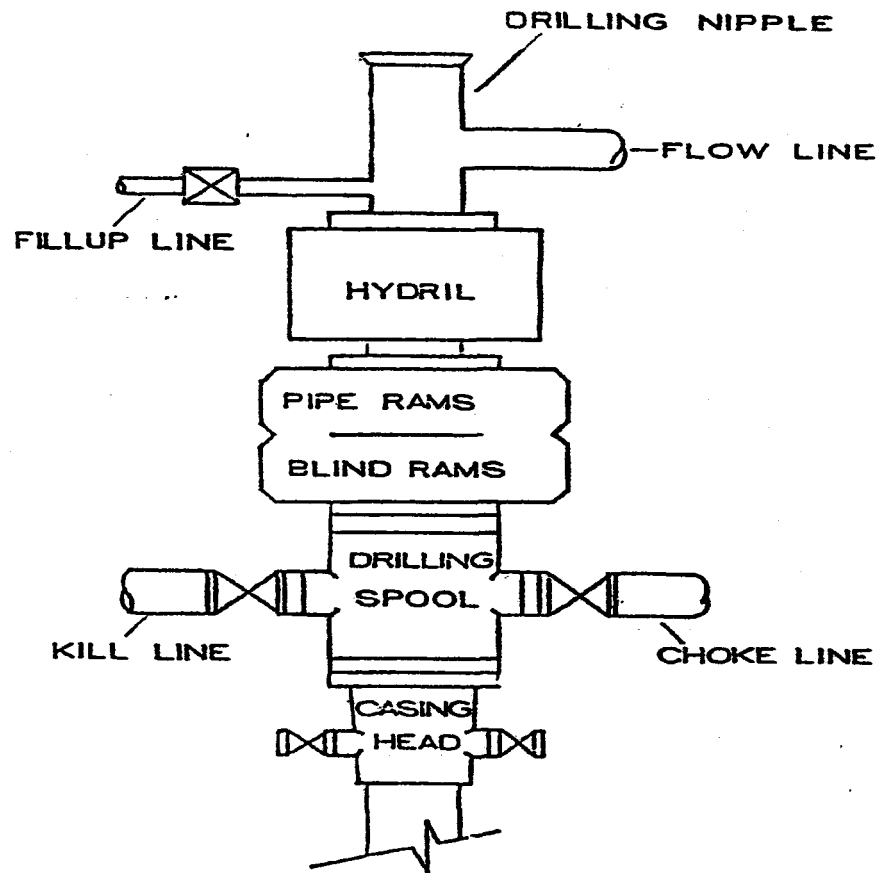 DRILLING NIPPLE
FLOW LINE
FILLUP LINE
HYDRIL
PIPE RAMS
BLIND RAMS
DRILLING
SPOOL
KILL LINE
CHOKE LINE
CASING
HEAD